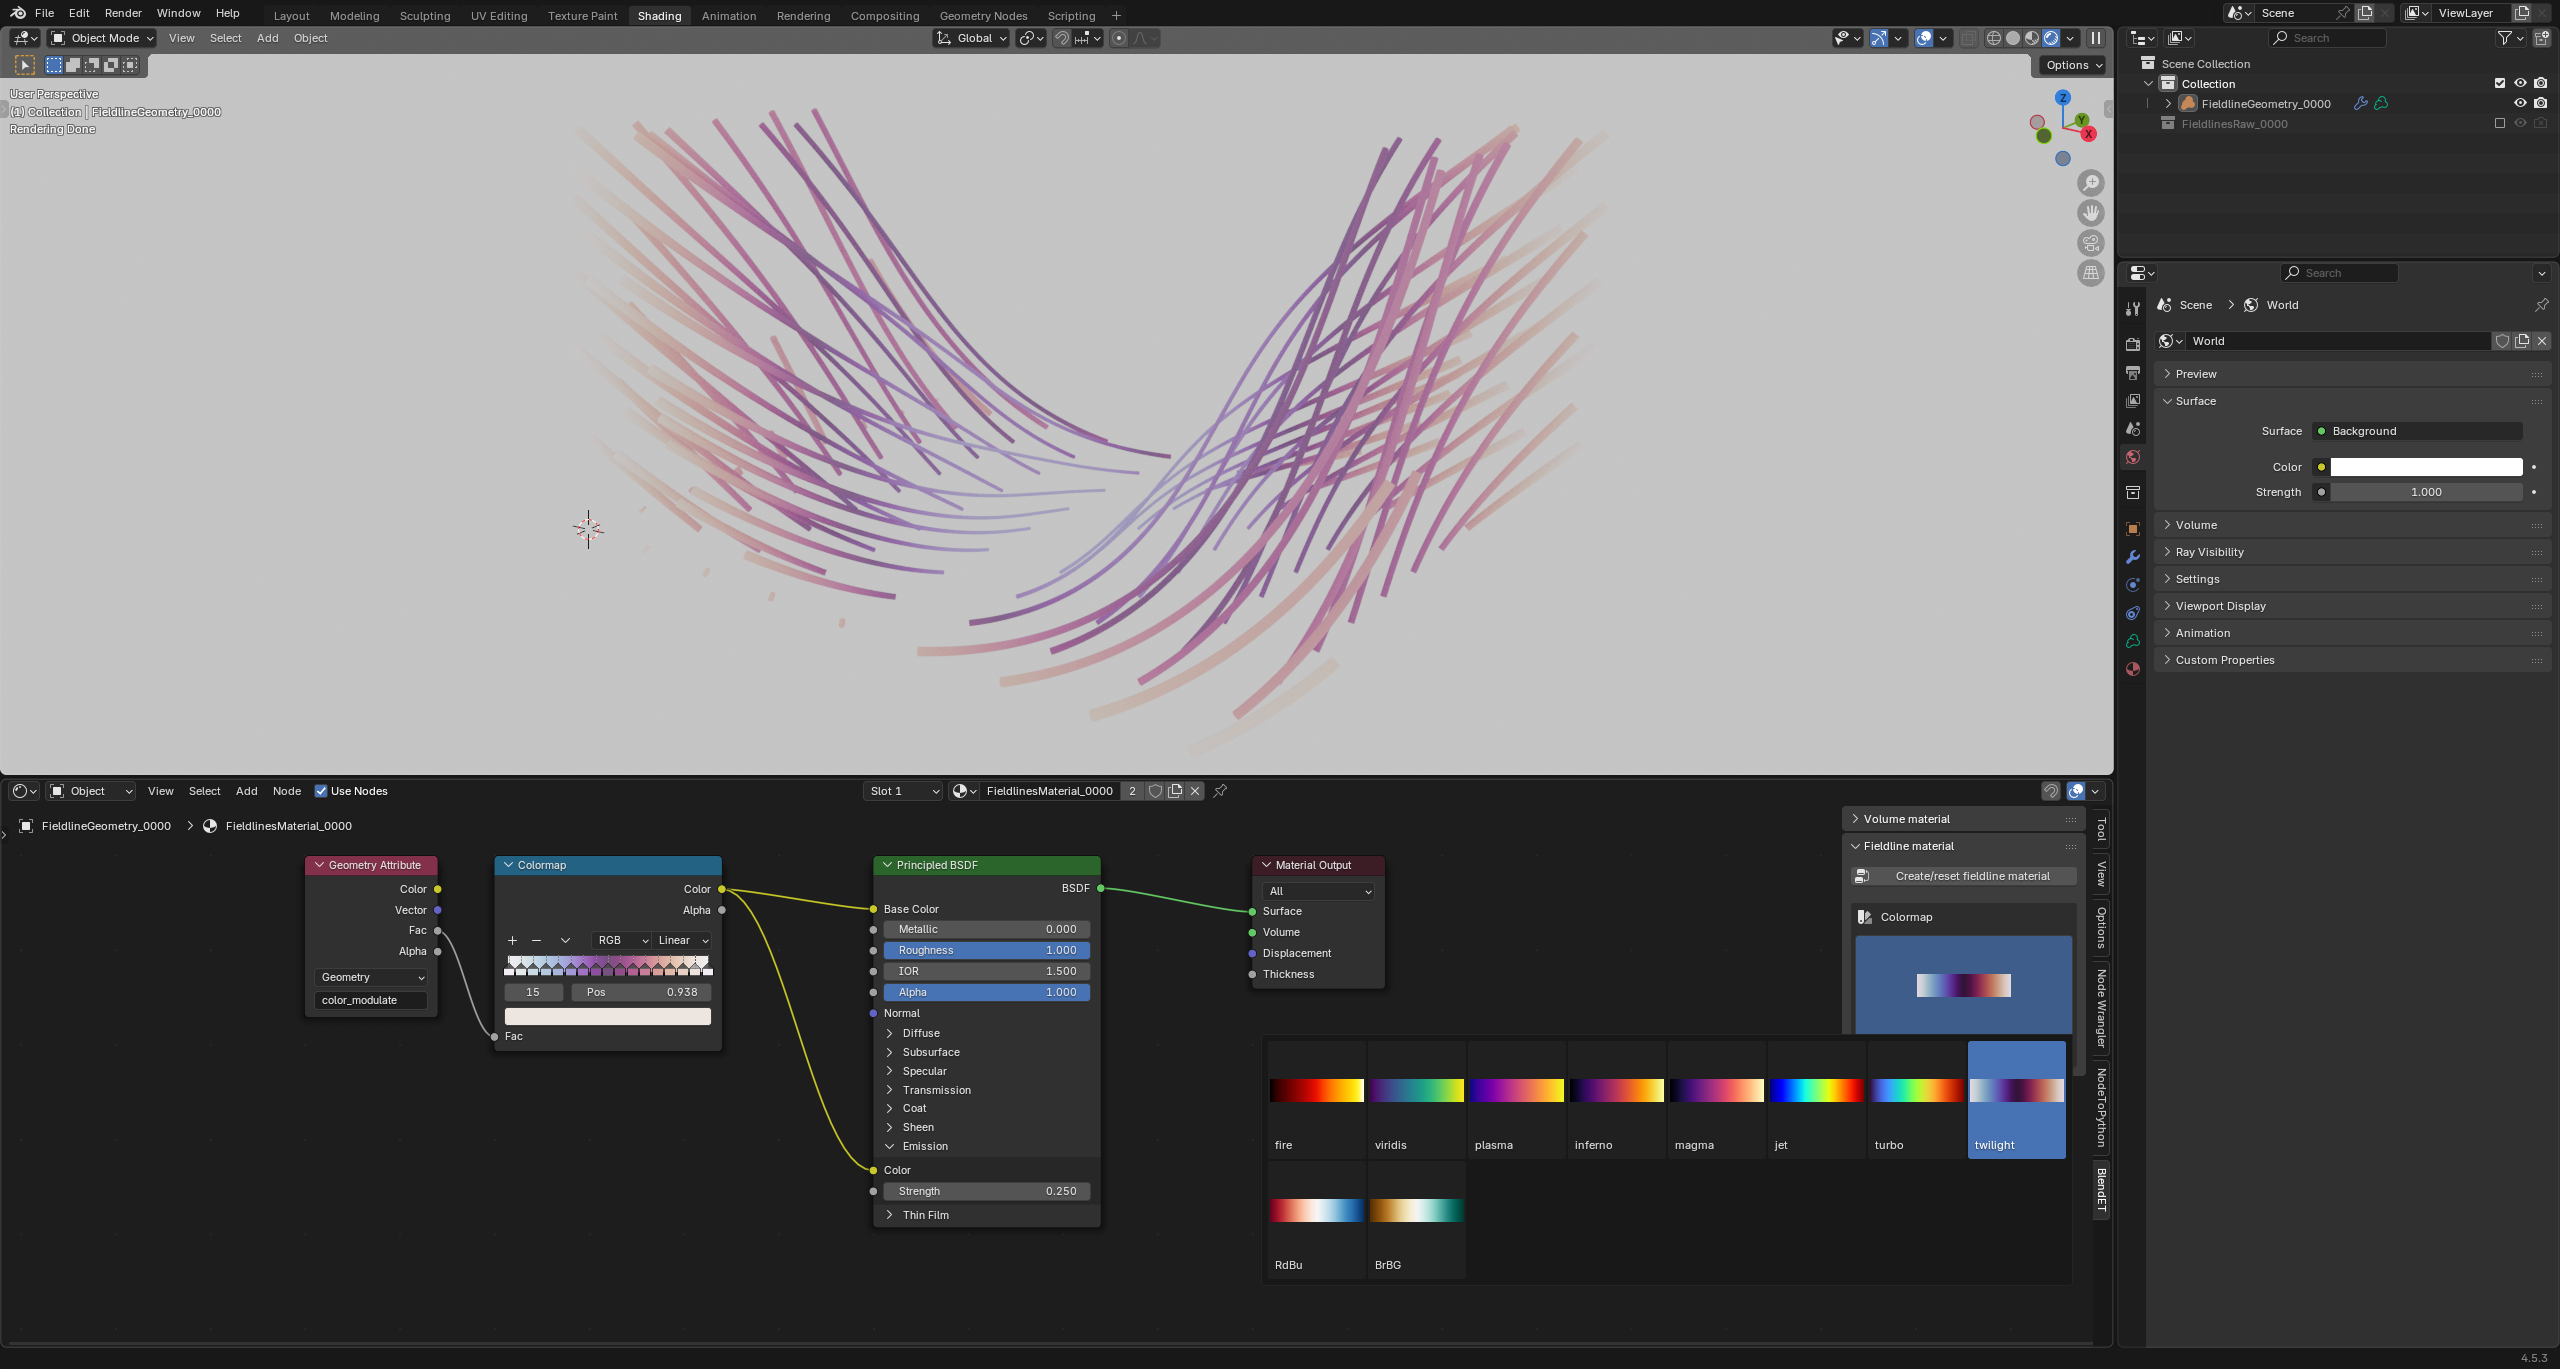 File Edit Render Window Help Layout Modeling Sculpting UV Editing Texture Paint Shading Animation Rendering Compositing Geometry Nodes Scripting + Scene ViewLayer
Object Mode View Select Add Object Global Search
Options
User Perspective
(1) Collection | FieldlineGeometry_0000
Rendering Done
Z
Y
X
Scene Collection
Collection
FieldlineGeometry_0000
FieldlinesRaw_0000
Search
Scene World
World
Preview
Surface
Surface Background
Color
Strength 1.000
Volume
Ray Visibility
Settings
Viewport Display
Animation
Custom Properties
Object View Select Add Node Use Nodes Slot 1 FieldlinesMaterial_0000 2
FieldlineGeometry_0000 FieldlinesMaterial_0000
Geometry Attribute
Color
Vector
Fac
Alpha
Geometry
color_modulate
Colormap
Color
Alpha
RGB Linear
15 Pos 0.938
Fac
Principled BSDF
BSDF
Base Color
Metallic 0.000
Roughness 1.000
IOR 1.500
Alpha 1.000
Normal
Diffuse
Subsurface
Specular
Transmission
Coat
Sheen
Emission
Color
Strength 0.250
Thin Film
Material Output
All
Surface
Volume
Displacement
Thickness
Volume material
Fieldline material
Create/reset fieldline material
Colormap
fire viridis plasma inferno magma jet turbo twilight
RdBu BrBG
Tool
View
Options
Node Wrangler
NodeToPython
BlendET
4.5.3